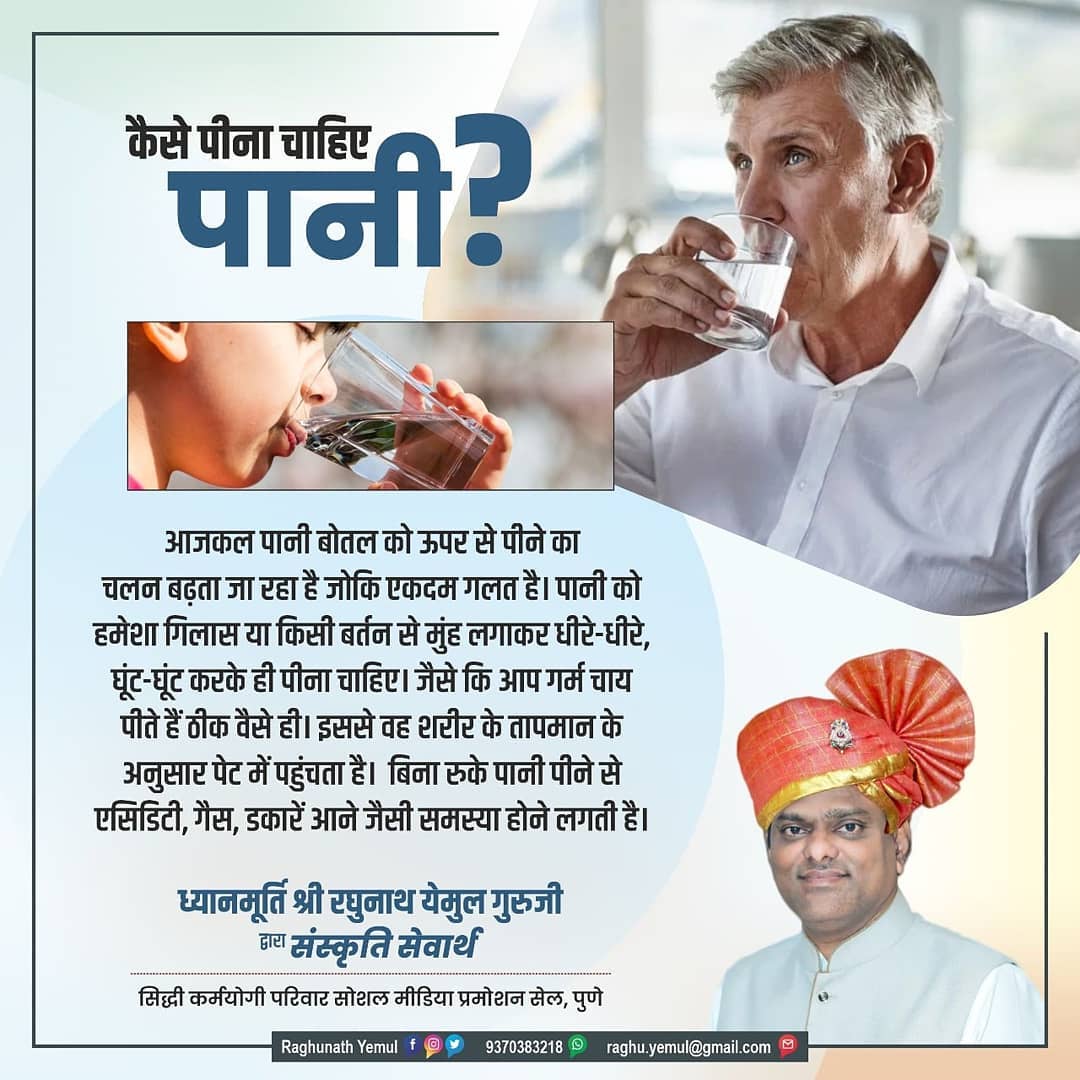 कैसे पीना चाहिए
पानी?
आजकल पानी बोतल को ऊपर से पीने का
चलन बढ़ता जा रहा है जोकि एकदम गलत है। पानी को
हमेशा गिलास या किसी बर्तन से मुंह लगाकर धीरे-धीरे,
घूंट-घूंट करके ही पीना चाहिए। जैसे कि आप गर्म चाय
पीते हैं ठीक वैसे ही। इससे वह शरीर के तापमान के
अनुसार पेट में पहुंचता है। बिना रुके पानी पीने से
एसिडिटी, गैस, डकारें आने जैसी समस्या होने लगती है।
ध्यानमूर्ति श्री रघुनाथ येमुल गुरुजी
द्वारा संस्कृति सेवार्थ
सिद्धी कर्मयोगी परिवार सोशल मीडिया प्रमोशन सेल, पुणे
Raghunath Yemul 9370383218 raghu.yemul@gmail.com